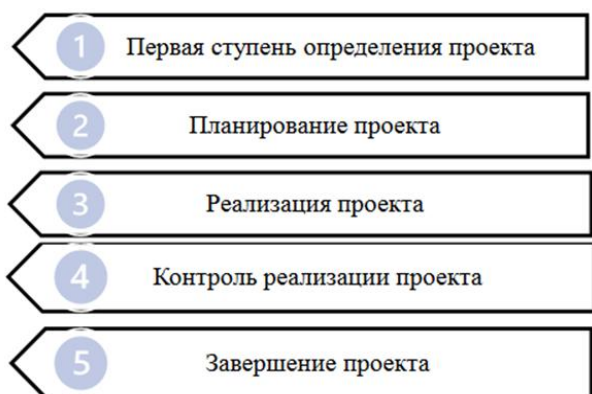 1 Первая ступень определения проекта
2 Планирование проекта
3 Реализация проекта
4 Контроль реализации проекта
5 Завершение проекта